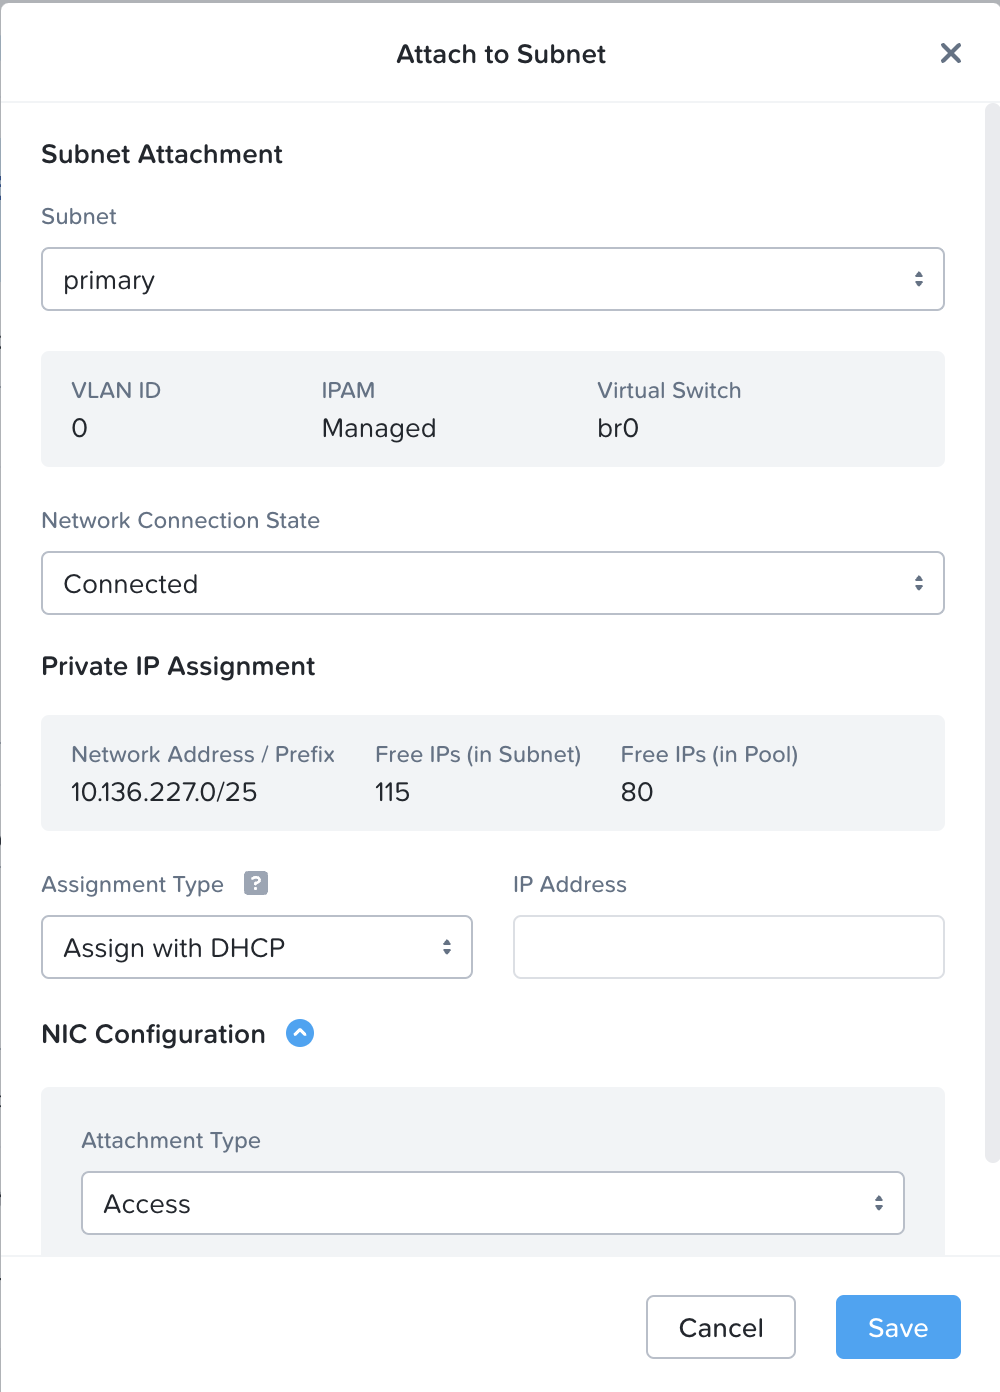 Attach to Subnet
Subnet Attachment
Subnet
primary
VLAN ID IPAM Virtual Switch
0 Managed br0
Network Connection State
Connected
Private IP Assignment
Network Address / Prefix Free IPs (in Subnet) Free IPs (in Pool)
10.136.227.0/25 115 80
Assignment Type ? IP Address
Assign with DHCP
NIC Configuration
Attachment Type
Access
Cancel Save